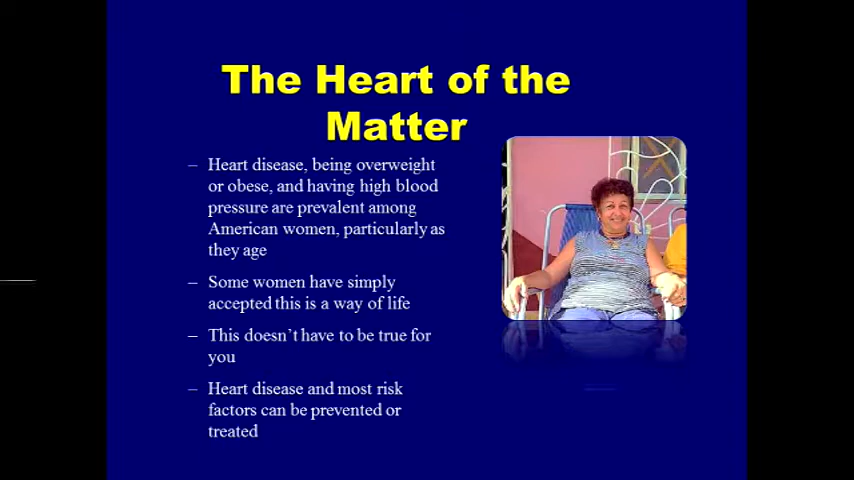 The Heart of the
Matter
– Heart disease, being overweight
or obese, and having high blood
pressure are prevalent among
American women, particularly as
they age
– Some women have simply
accepted this is a way of life
– This doesn't have to be true for
you
– Heart disease and most risk
factors can be prevented or
treated